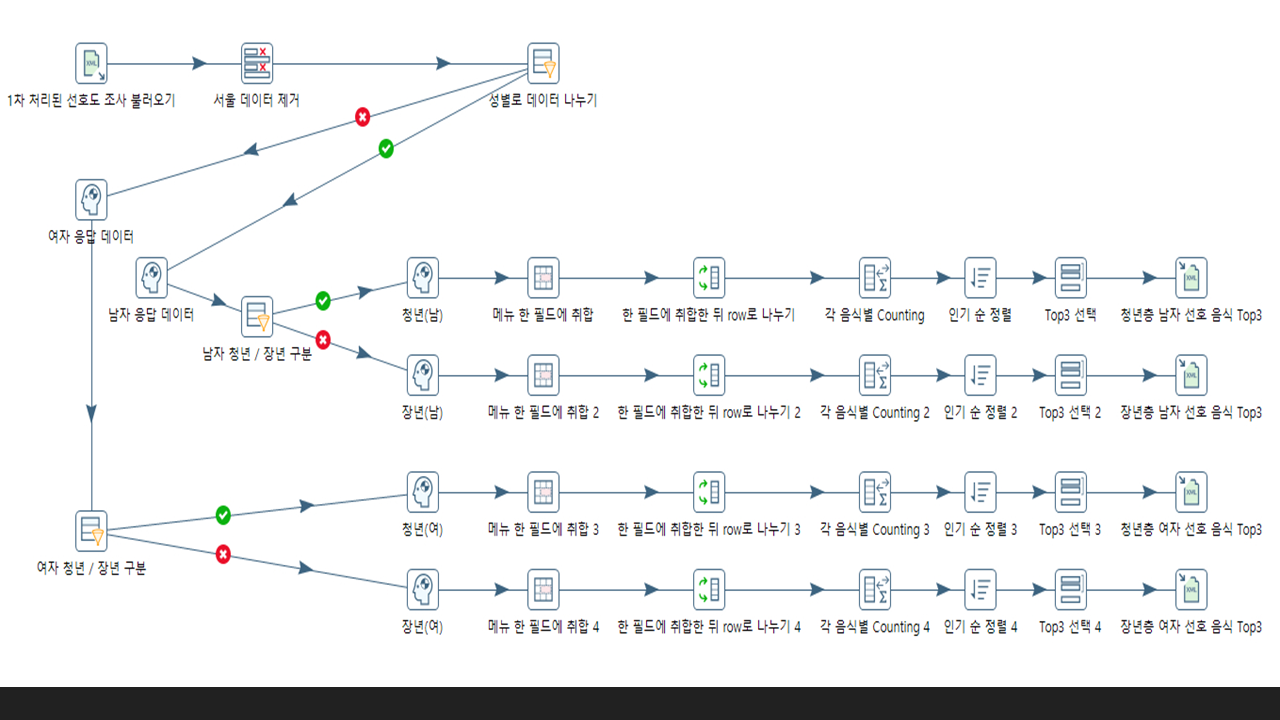 1차 처리된 선호도 조사 불러오기
서울 데이터 제거
성별로 데이터 나누기
여자 응답 데이터
남자 응답 데이터
남자 청년 / 장년 구분
청년(남)
메뉴 한 필드에 취합
한 필드에 취합한 뒤 row로 나누기
각 음식별 Counting
인기 순 정렬
Top3 선택
청년층 남자 선호 음식 Top3
장년(남)
메뉴 한 필드에 취합 2
한 필드에 취합한 뒤 row로 나누기 2
각 음식별 Counting 2
인기 순 정렬 2
Top3 선택 2
장년층 남자 선호 음식 Top3
여자 청년 / 장년 구분
청년(여)
메뉴 한 필드에 취합 3
한 필드에 취합한 뒤 row로 나누기 3
각 음식별 Counting 3
인기 순 정렬 3
Top3 선택 3
청년층 여자 선호 음식 Top3
장년(여)
메뉴 한 필드에 취합 4
한 필드에 취합한 뒤 row로 나누기 4
각 음식별 Counting 4
인기 순 정렬 4
Top3 선택 4
장년층 여자 선호 음식 Top3